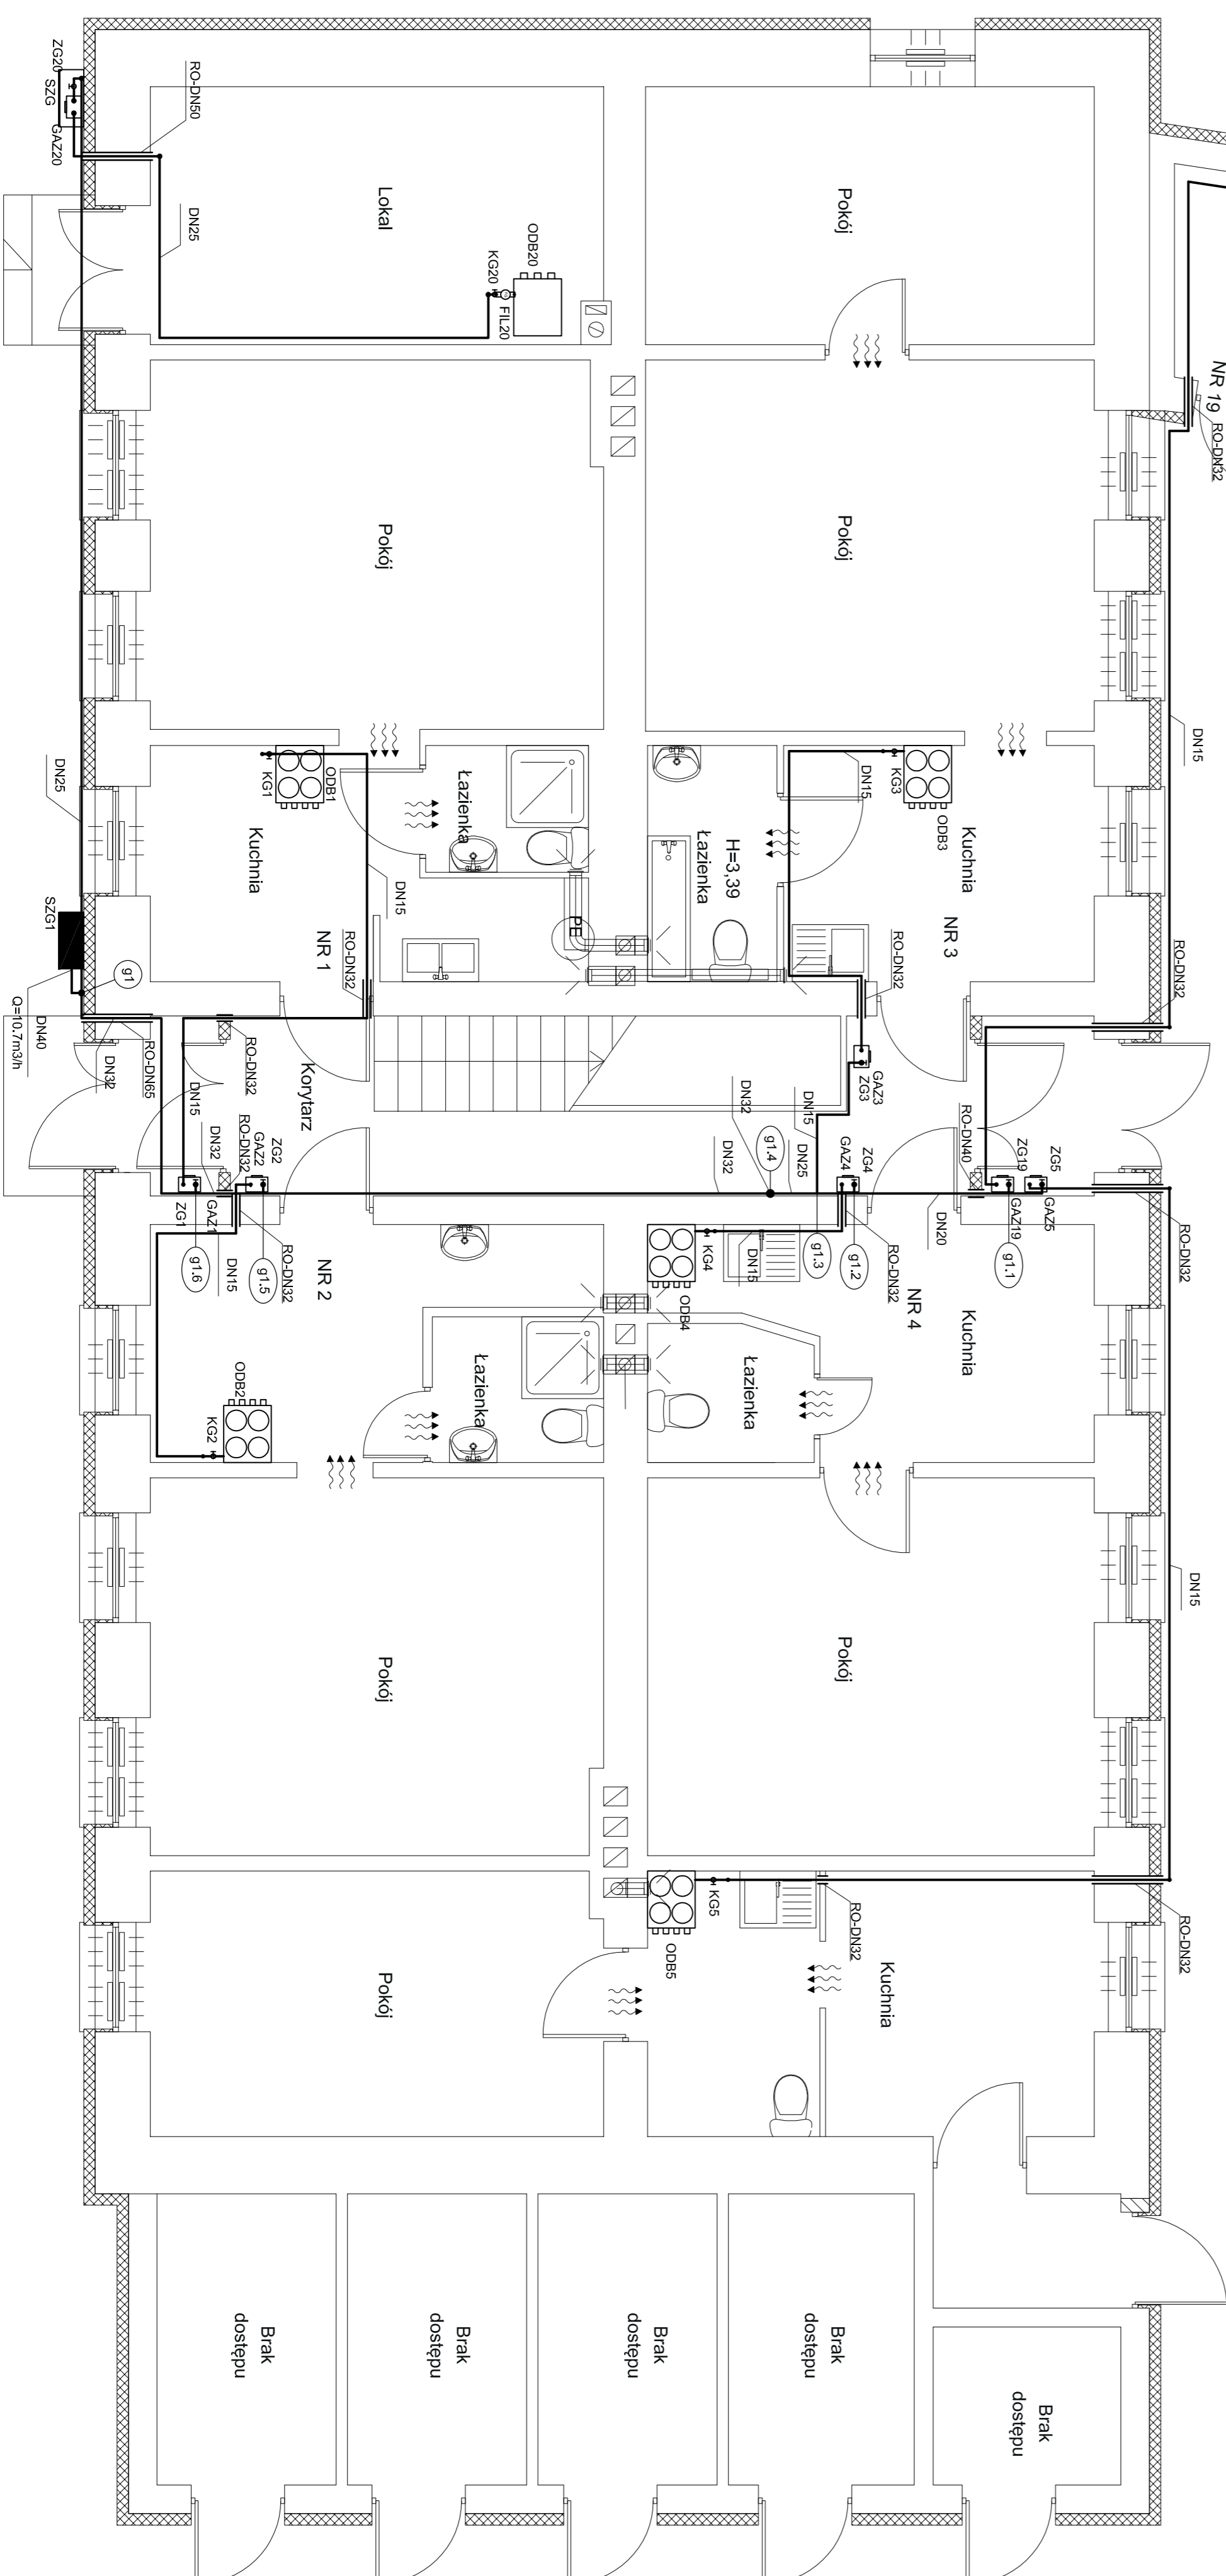 ZG20
SZG
GAZ20
RO-DN50
DN25
Lokal
ODB20
KG20
FIL20
Pokój
NR 19
RO-DN32
Pokój
Pokój
DN15
DN25
KG1
ODB1
Kuchnia
DN15
Łazienka
Łazienka
H=3,39
DN15
KG3
ODB3
Kuchnia
NR 3
PE
NR 1
RO-DN32
RO-DN32
RO-DN32
SZG1
g1
DN40
Q=10.7m3/h
DN32
RO-DN65
RO-DN32
Korytarz
DN15
DN32
RO-DN32
GAZ2
ZG2
DN32
DN32
g1.4
DN15
DN25
GAZ3
ZG3
GAZ4
ZG4
RO-DN40
ZG19
ZG5
ZG1
GAZ1
g1.6
DN15
g1.5
RO-DN32
NR 2
KG4
ODB4
DN15
g1.3
g1.2
RO-DN32
NR 4
DN20
Kuchnia
g1.1
GAZ19
GAZ5
RO-DN32
KG2
ODB2
Łazienka
Łazienka
DN15
Pokój
Pokój
Pokój
KG5
ODB5
RO-DN32
Kuchnia
RO-DN32
Brak
dostępu
Brak
dostępu
Brak
dostępu
Brak
dostępu
Brak
dostępu